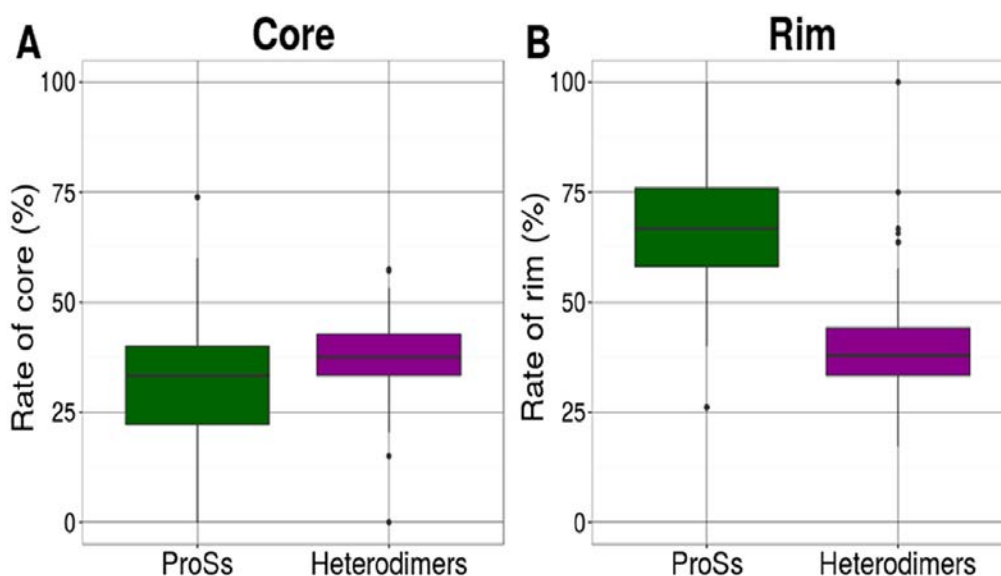 A
Core
Rate of core (%)
100
75
50
25
0
ProSs
Heterodimers
B
Rim
Rate of rim (%)
100
75
50
25
0
ProSs
Heterodimers